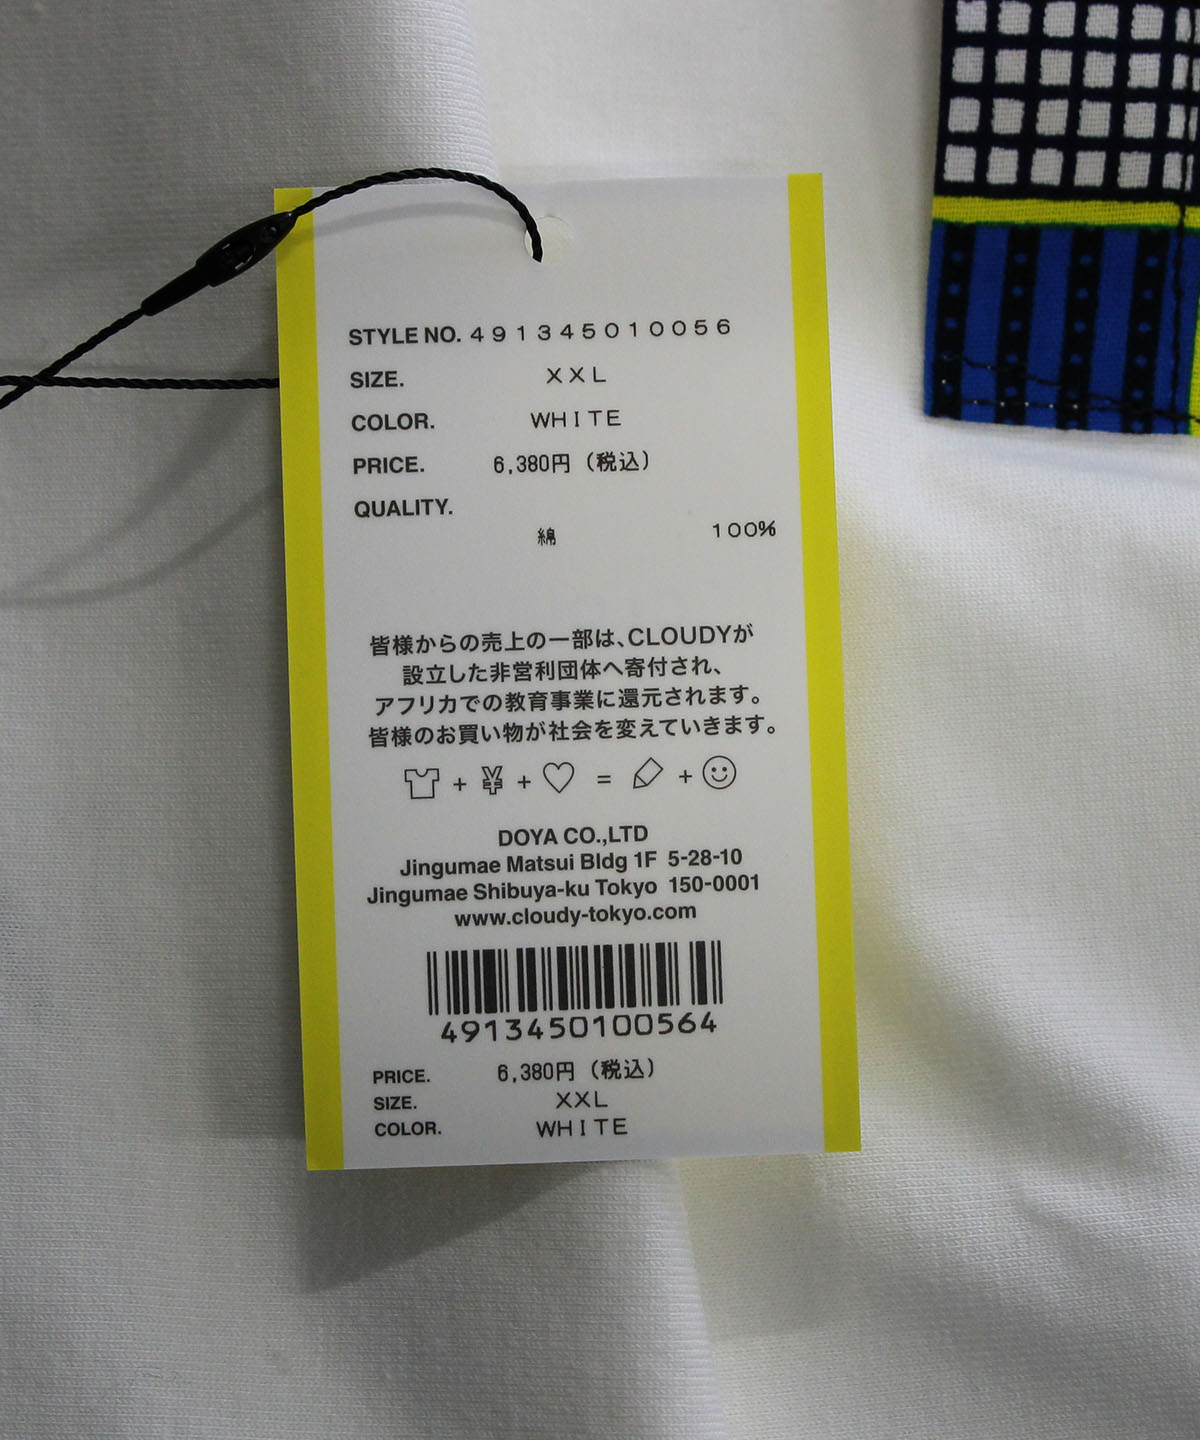 STYLE NO. 491345010056
SIZE. XXL
COLOR. WHITE
PRICE. 6,380円（税込）
QUALITY.
綿 100%
皆様からの売上の一部は、CLOUDYが
設立した非営利団体へ寄付され、
アフリカでの教育事業に還元されます。
皆様のお買い物が社会を変えていきます。
+ ¥ + = +
DOYA CO.,LTD
Jingumae Matsui Bldg 1F 5-28-10
Jingumae Shibuya-ku Tokyo 150-0001
www.cloudy-tokyo.com
4913450100564
PRICE. 6,380円（税込）
SIZE. XXL
COLOR. WHITE